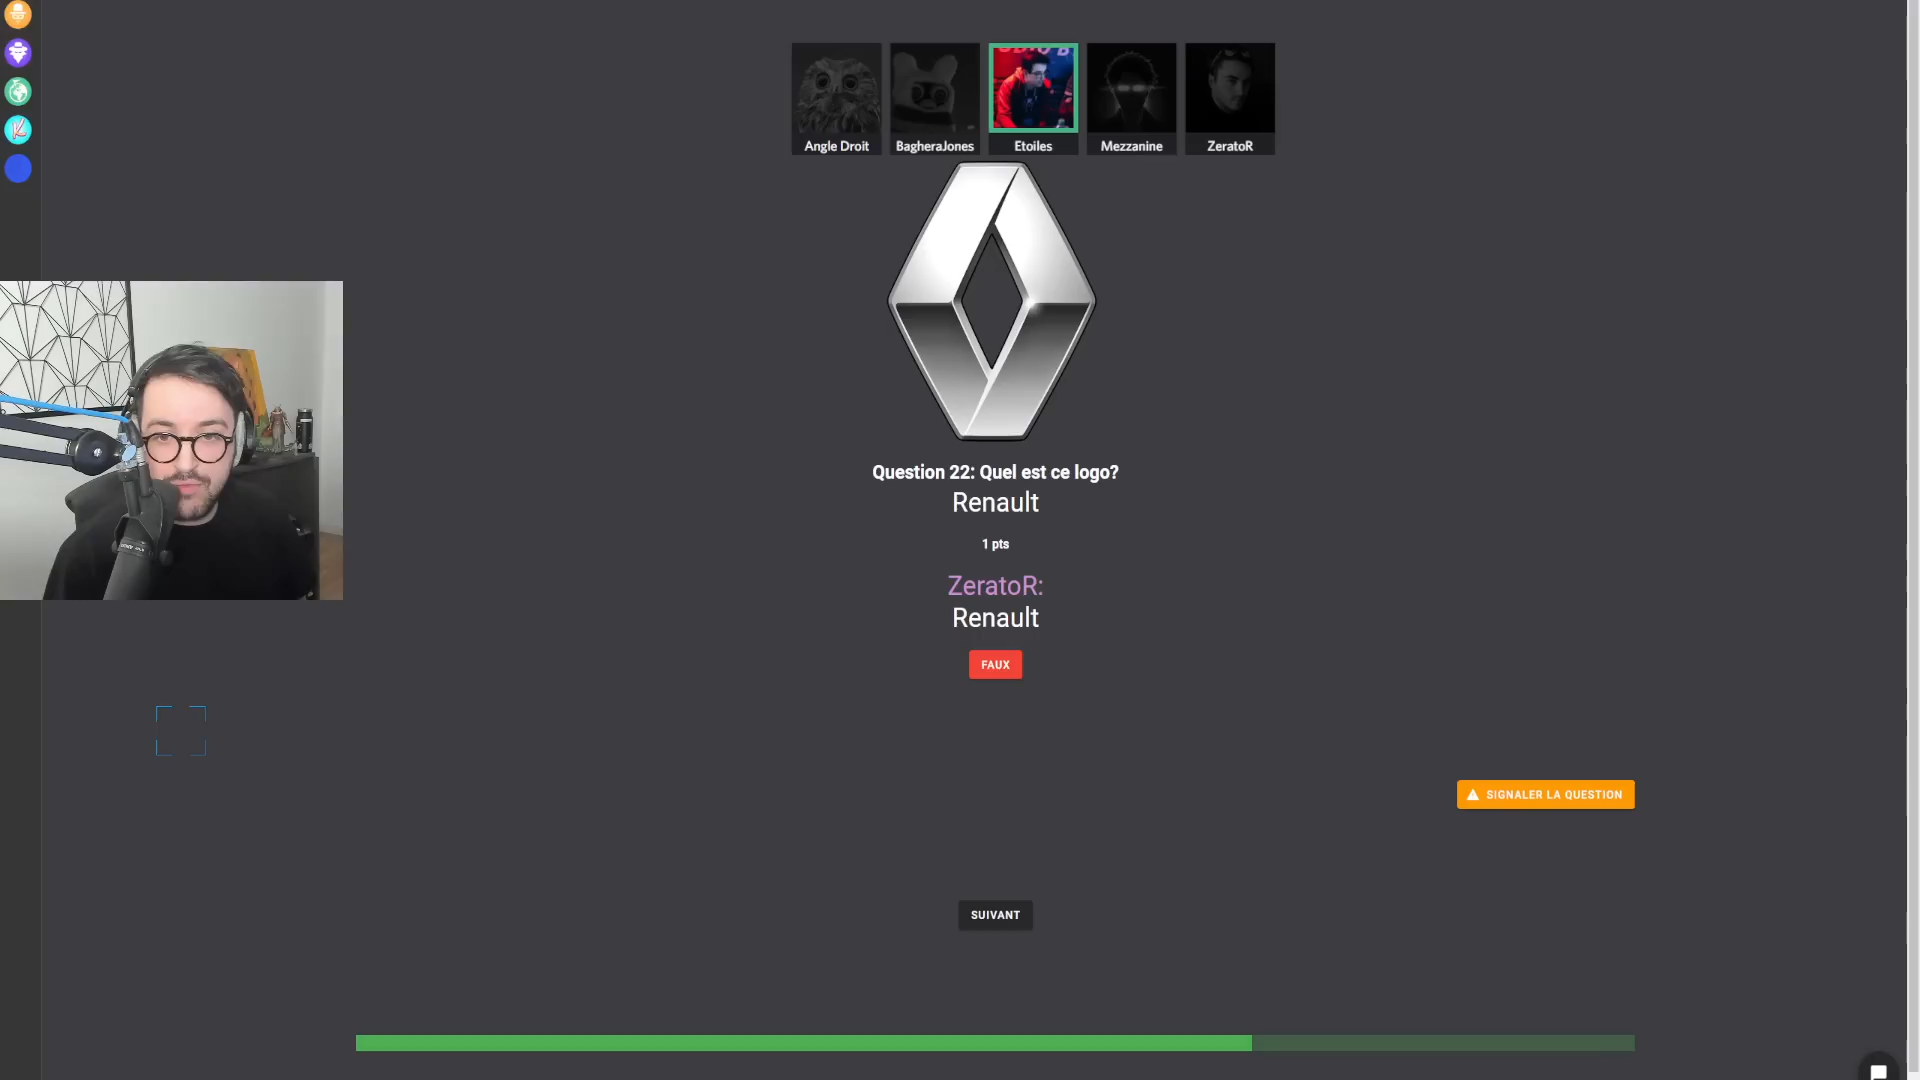 Angle Droit
BagheraJones
Etoiles
Mezzanine
ZeratoR
Question 22: Quel est ce logo?
Renault
1 pts
ZeratoR:
Renault
FAUX
SIGNALER LA QUESTION
SUIVANT